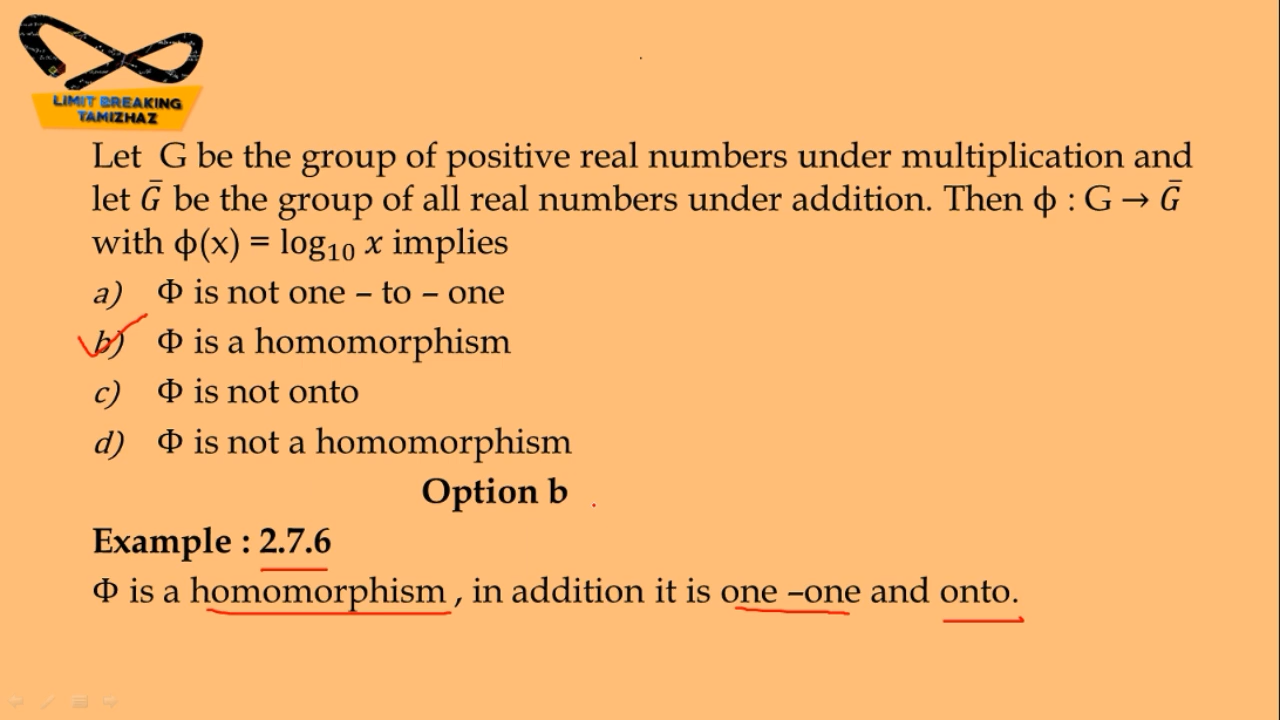 LIMIT BREAKING
TAMIZHAZ
Let G be the group of positive real numbers under multiplication and
let Ḡ be the group of all real numbers under addition. Then ϕ : G → Ḡ
with ϕ(x) = log₁₀ x implies
a) Φ is not one – to – one
b) Φ is a homomorphism
c) Φ is not onto
d) Φ is not a homomorphism
Option b
Example : 2.7.6
Φ is a homomorphism , in addition it is one –one and onto.